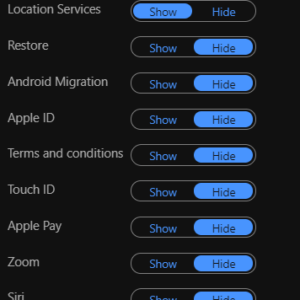 Location Services Show Hide
Restore Show Hide
Android Migration Show Hide
Apple ID Show Hide
Terms and conditions Show Hide
Touch ID Show Hide
Apple Pay Show Hide
Zoom Show Hide
Siri Show Hide